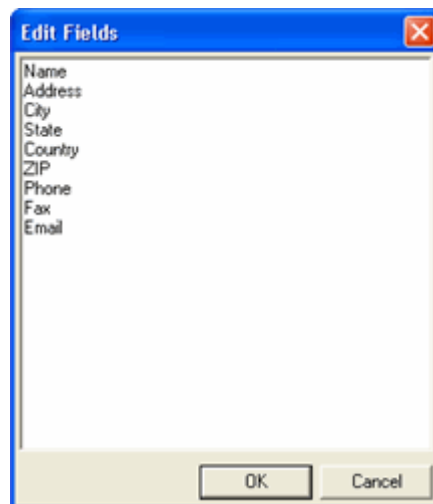 Edit Fields
Name
Address
City
State
Country
ZIP
Phone
Fax
Email
OK
Cancel